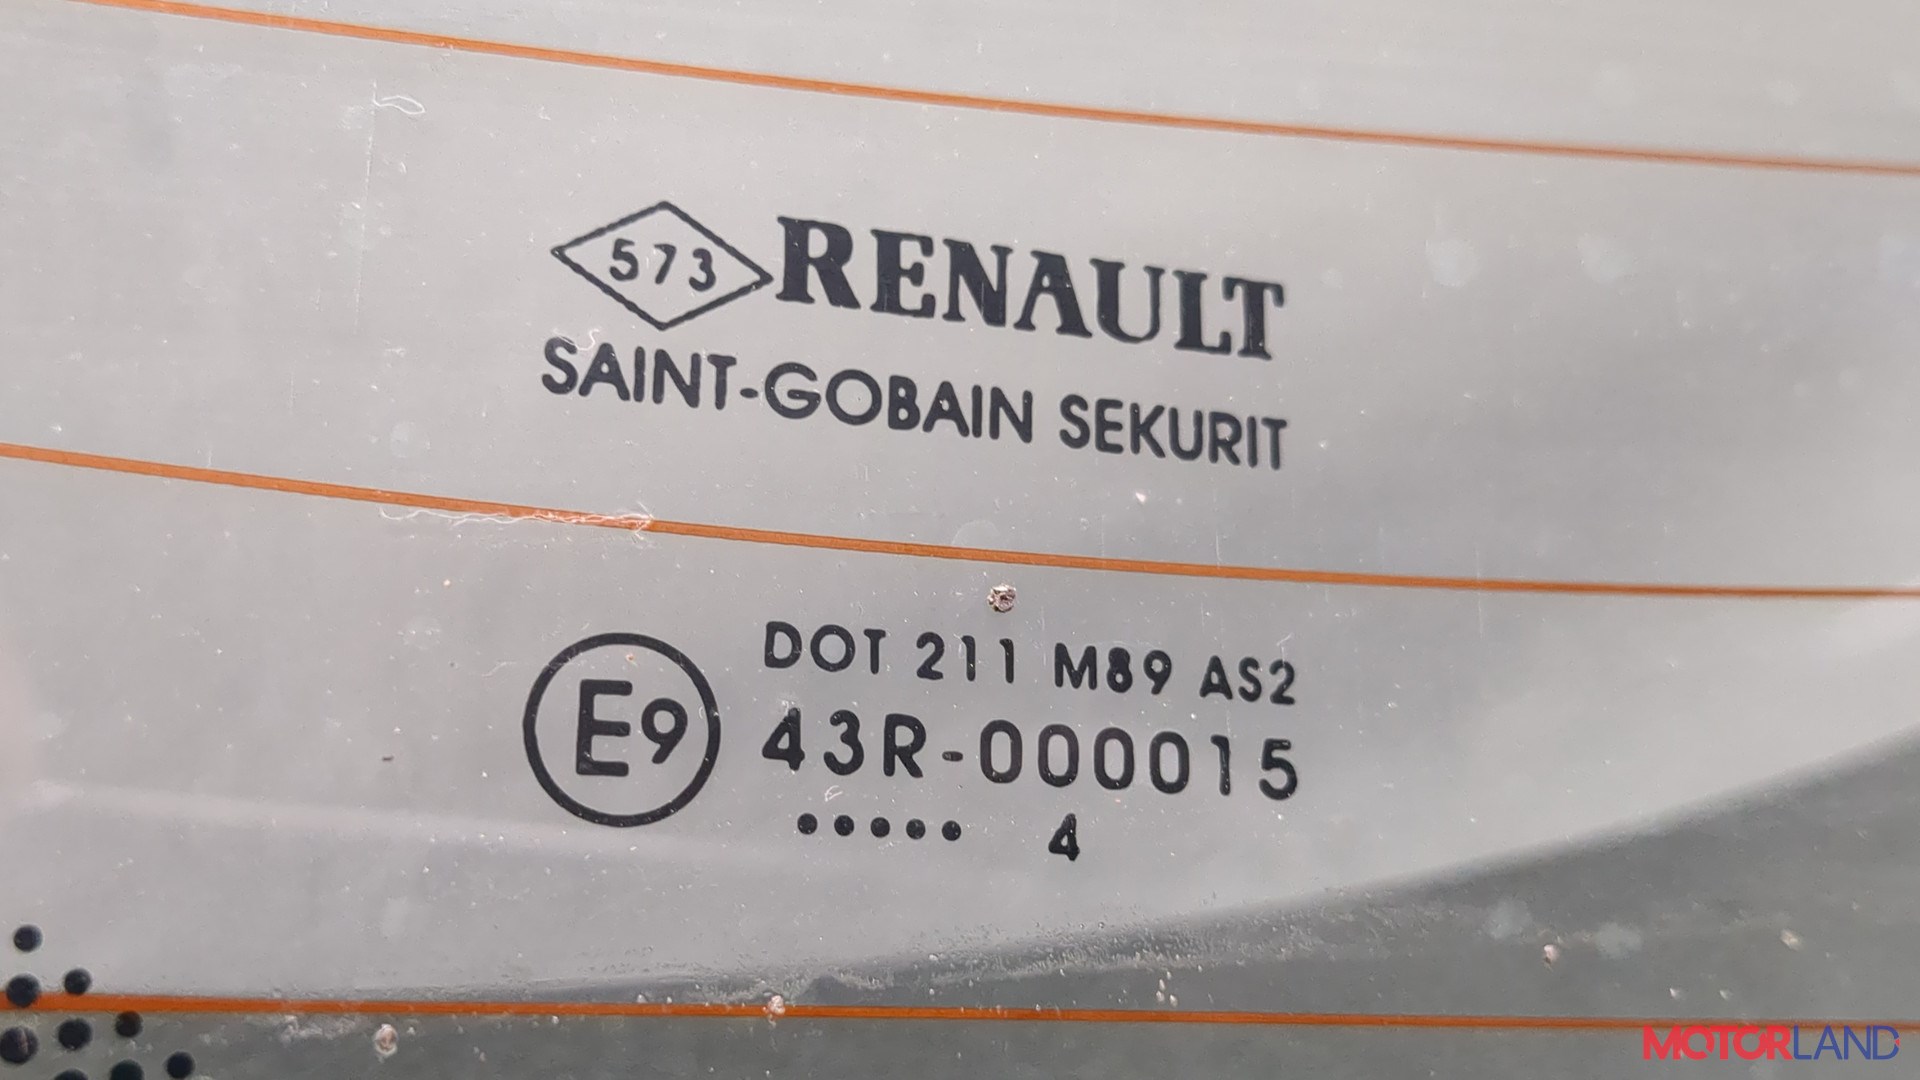 573 RENAULT
SAINT-GOBAIN SEKURIT
DOT 211 M89 AS2
E9 43R-000015
..... 4
MOTORLAND